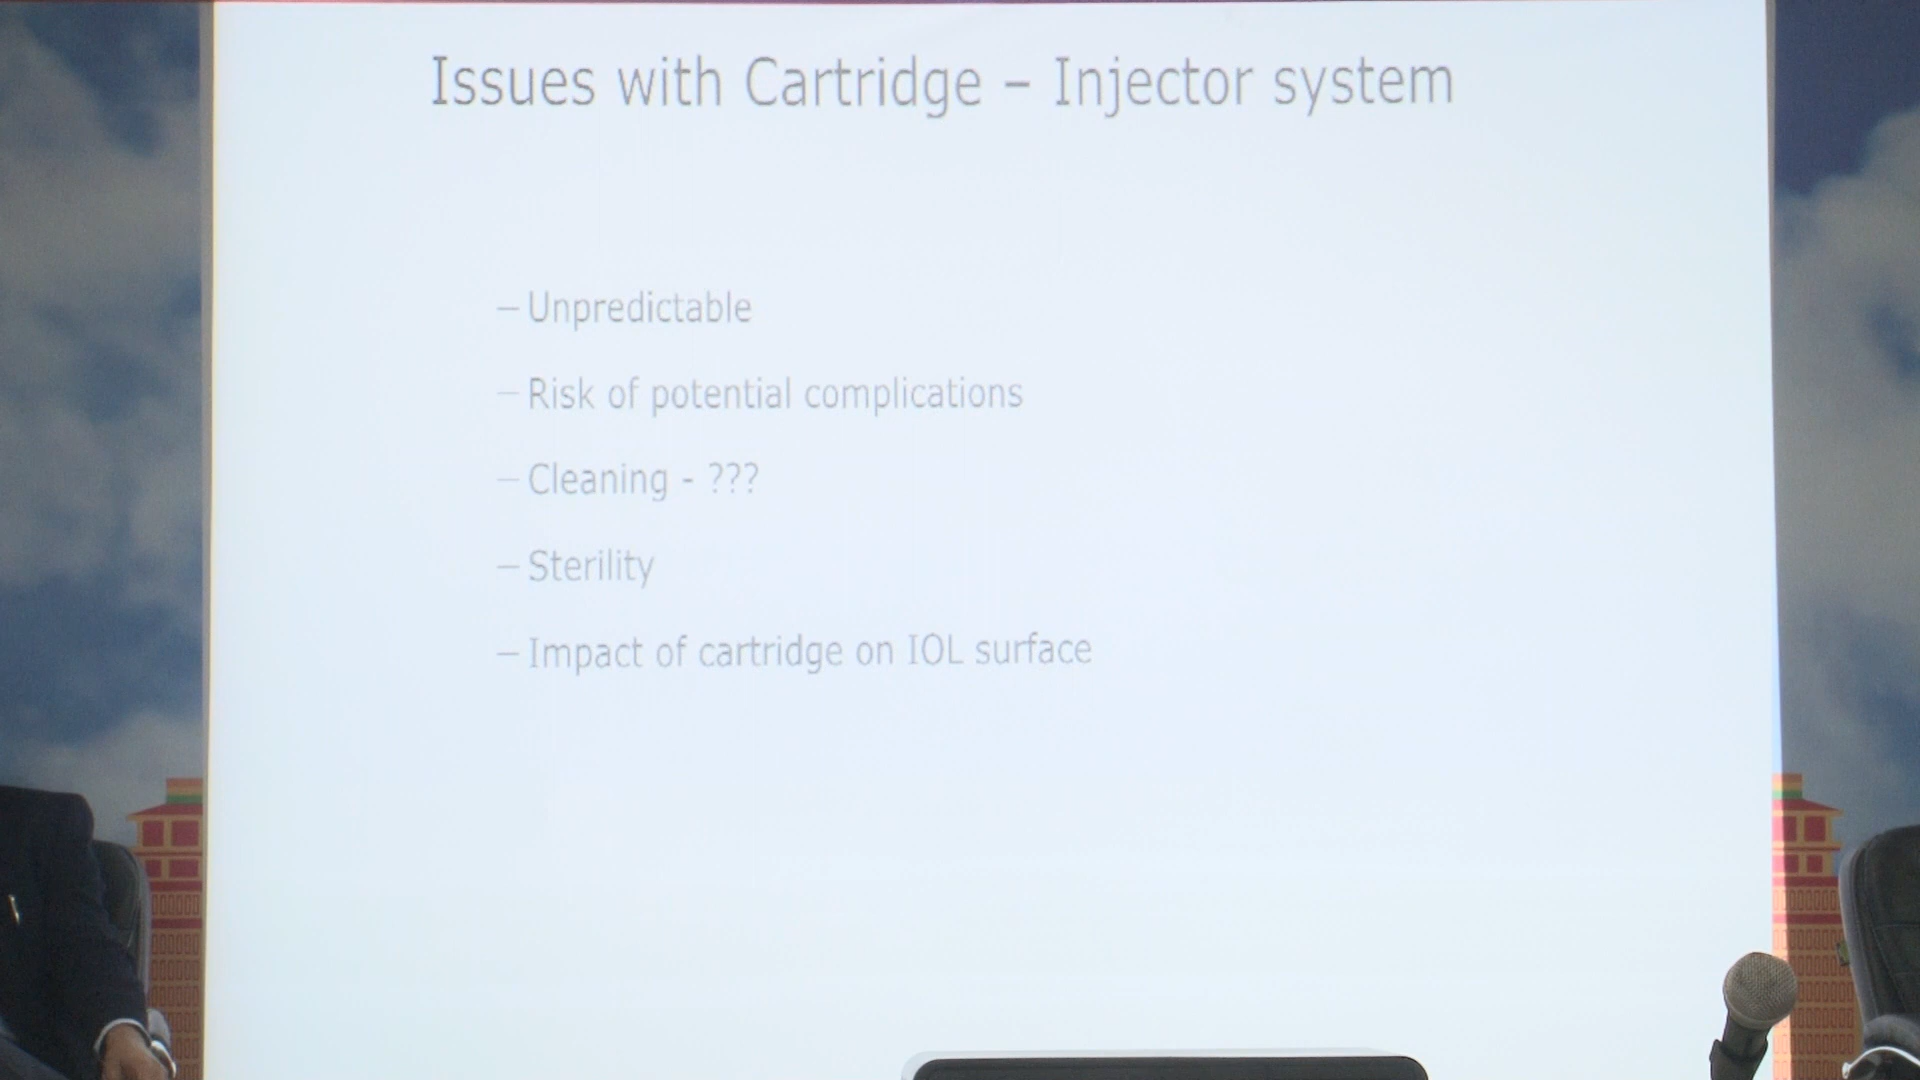 Issues with Cartridge – Injector system
– Unpredictable
– Risk of potential complications
– Cleaning - ???
– Sterility
– Impact of cartridge on IOL surface